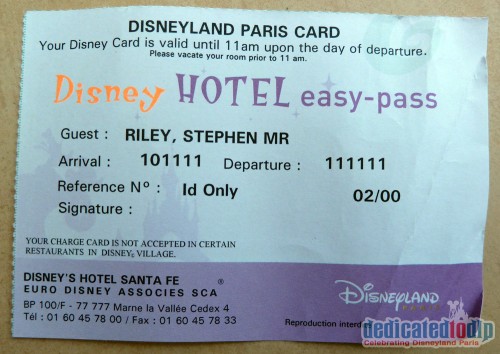 DISNEYLAND PARIS CARD
Your Disney Card is valid until 11am upon the day of departure.
Please vacate your room prior to 11 am.
Disney HOTEL easy-pass
Guest : RILEY, STEPHEN MR
Arrival : 101111 Departure : 111111
Reference Nº : Id Only 02/00
Signature :
YOUR CHARGE CARD IS NOT ACCEPTED IN CERTAIN
RESTAURANTS IN DISNEY® VILLAGE.
DISNEY'S HOTEL SANTA FE ®
EURO DISNEY ASSOCIES SCA
BP 100/F - 77 777 Marne la Vallée Cedex 4
Tél : 01 60 45 78 00 / Fax : 01 60 45 78 33
DISNEYLAND
PARIS
Reproduction
dedicatedtodlp
Celebrating Disneyland Paris